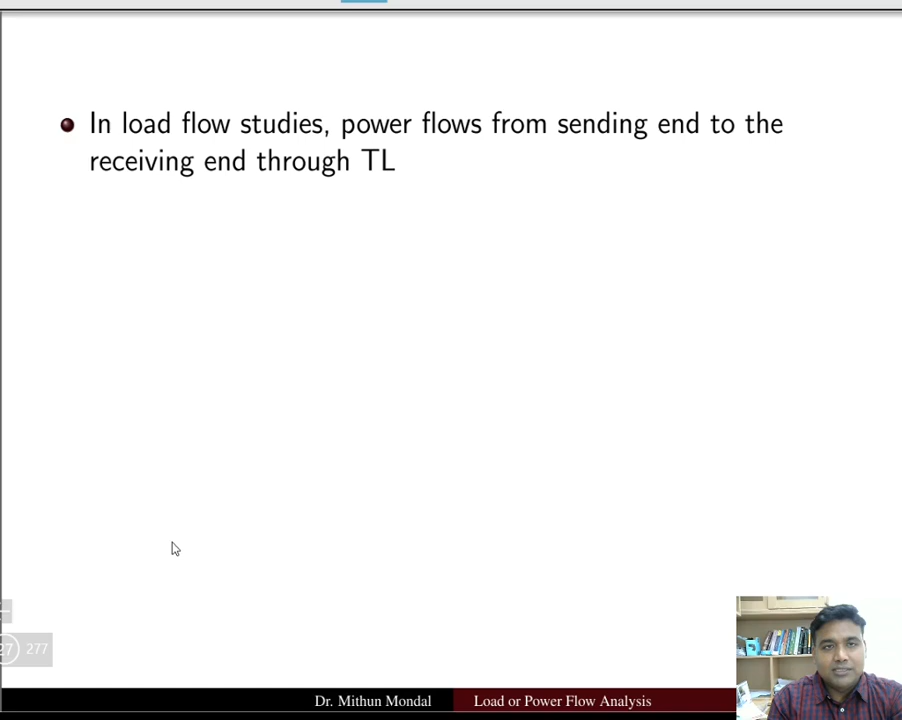 In load flow studies, power flows from sending end to the
receiving end through TL
27 277
Dr. Mithun Mondal Load or Power Flow Analysis